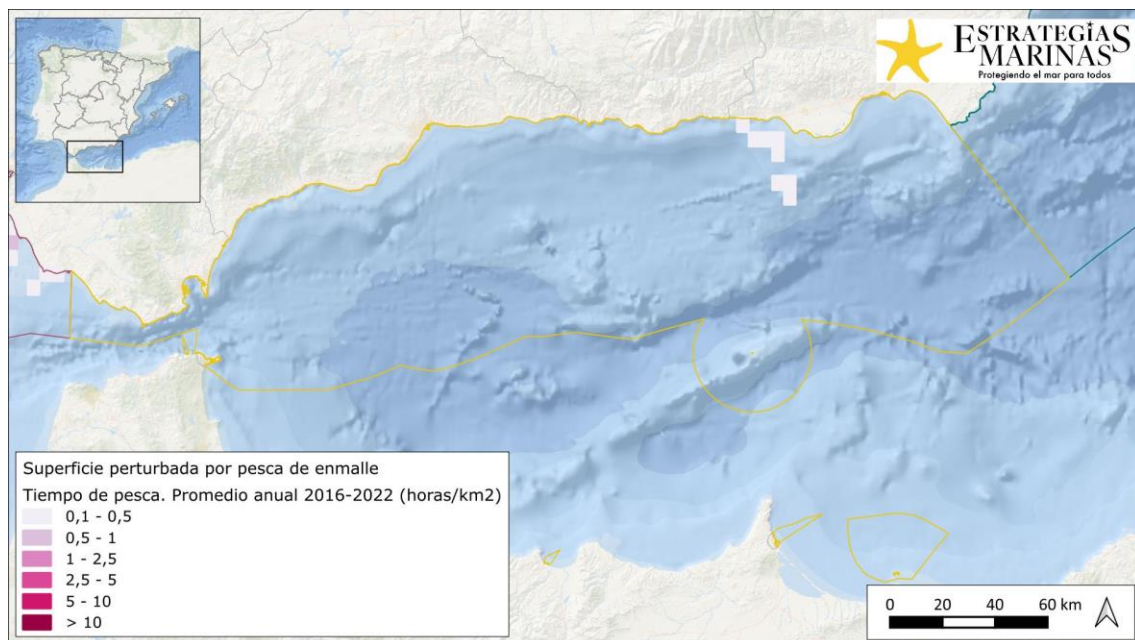 ESTRATEGIAS
MARINAS
Protegiendo el mar para todos
Superficie perturbada por pesca de enmalle
Tiempo de pesca. Promedio anual 2016-2022 (horas/km2)
0,1 - 0,5
0,5 - 1
1 - 2,5
2,5 - 5
5 - 10
> 10
0 20 40 60 km